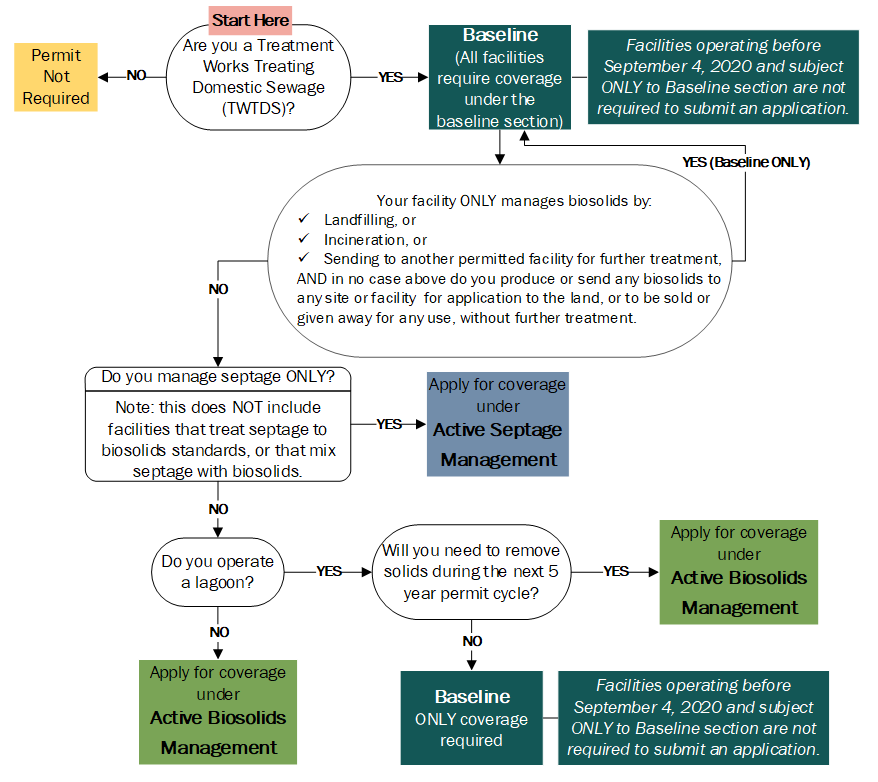 Start Here
Are you a Treatment
Works Treating
Domestic Sewage
(TWTDS)?
NO
Permit
Not
Required
YES
Baseline
(All facilities
require coverage
under the
baseline section)
Facilities operating before
September 4, 2020 and subject
ONLY to Baseline section are not
required to submit an application.
YES (Baseline ONLY)
Your facility ONLY manages biosolids by:
✓ Landfilling, or
✓ Incineration, or
✓ Sending to another permitted facility for further treatment,
AND in no case above do you produce or send any biosolids to
any site or facility for application to the land, or to be sold or
given away for any use, without further treatment.
NO
Do you manage septage ONLY?
Note: this does NOT include
facilities that treat septage to
biosolids standards, or that mix
septage with biosolids.
YES
Apply for coverage
under
Active Septage
Management
NO
Do you operate
a lagoon?
YES
Will you need to remove
solids during the next 5
year permit cycle?
YES
Apply for coverage
under
Active Biosolids
Management
NO
Apply for coverage
under
Active Biosolids
Management
NO
Baseline
ONLY coverage
required
Facilities operating before
September 4, 2020 and subject
ONLY to Baseline section are not
required to submit an application.